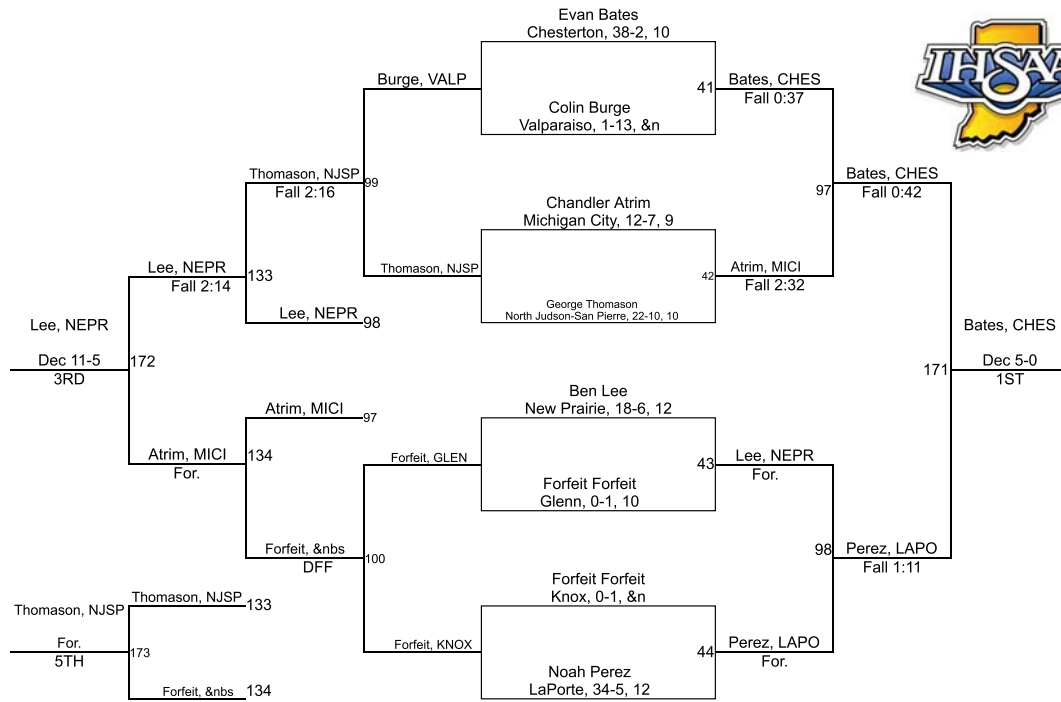 Evan Bates
Chesterton, 38-2, 10
IHSAA
Burge, VALP
41
Bates, CHES
Fall 0:37
Colin Burge
Valparaiso, 1-13, &n
Thomason, NJSP
Fall 2:16
99
97
Bates, CHES
Fall 0:42
Chandler Atrim
Michigan City, 12-7, 9
Lee, NEPR
Fall 2:14
133
Thomason, NJSP
42
Atrim, MICI
Fall 2:32
George Thomason
North Judson-San Pierre, 22-10, 10
Lee, NEPR
98
Lee, NEPR
Dec 11-5
3RD
172
171
Bates, CHES
Dec 5-0
1ST
Ben Lee
New Prairie, 18-6, 12
Atrim, MICI
97
Atrim, MICI
For.
134
Forfeit, GLEN
43
Lee, NEPR
For.
Forfeit Forfeit
Glenn, 0-1, 10
Forfeit, &nbs
DFF
100
98
Perez, LAPO
Fall 1:11
Forfeit Forfeit
Knox, 0-1, &n
Thomason, NJSP
Thomason, NJSP
133
For.
5TH
173
Forfeit, KNOX
44
Perez, LAPO
For.
Noah Perez
LaPorte, 34-5, 12
Forfeit, &nbs
134